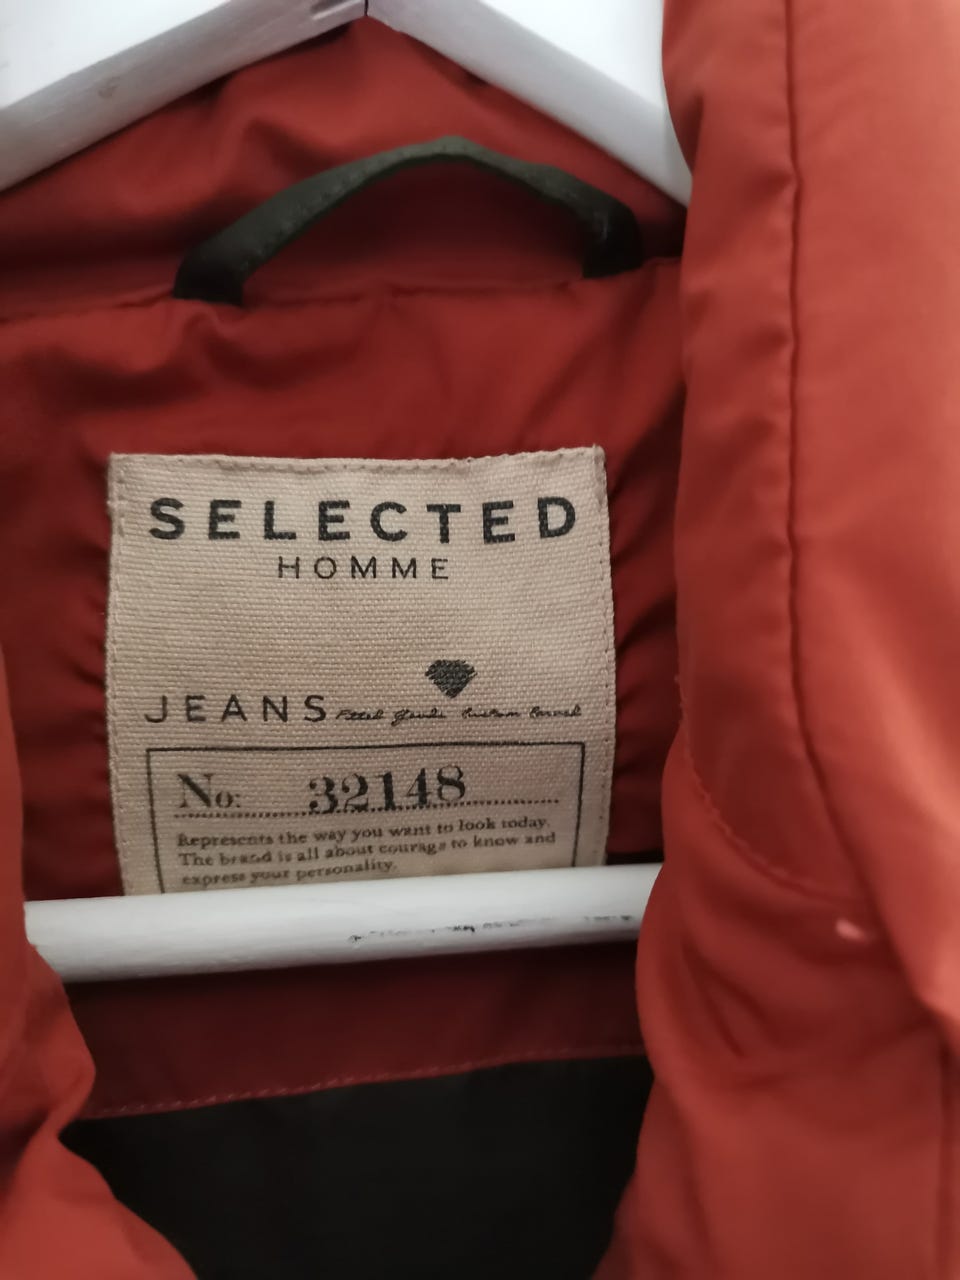 SELECTED
HOMME
JEANS
No: 32148
Represents the way you want to look today.
The brand is all about courage to know and
express your personality.